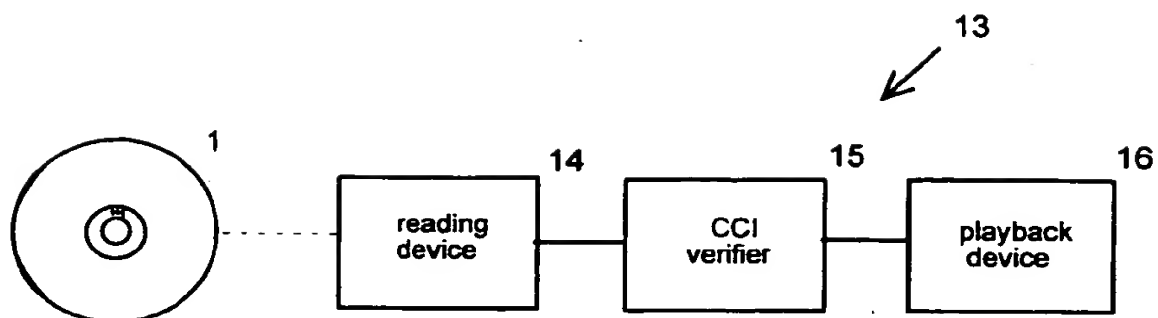 13
1
14
15
16
reading
device
CCI
verifier
playback
device